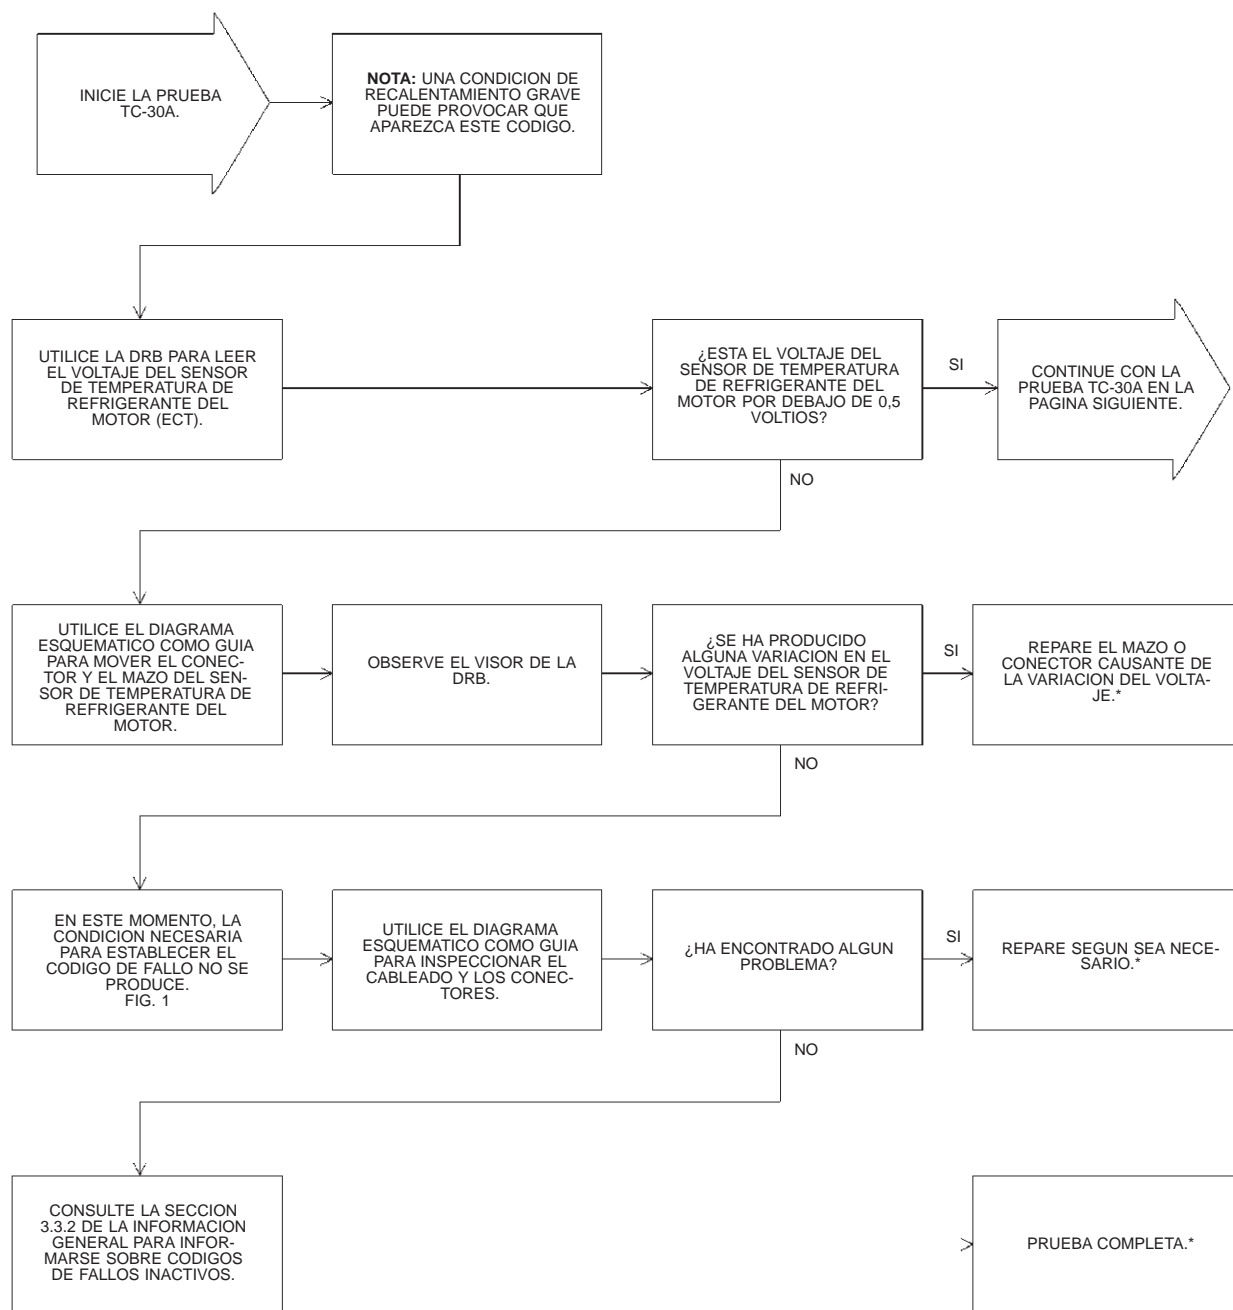 INICIE LA PRUEBA
TC-30A.
NOTA: UNA CONDICION DE
RECALENTAMIENTO GRAVE
PUEDE PROVOCAR QUE
APAREZCA ESTE CODIGO.
UTILICE LA DRB PARA LEER
EL VOLTAJE DEL SENSOR
DE TEMPERATURA DE
REFRIGERANTE DEL
MOTOR (ECT).
¿ESTA EL VOLTAJE DEL
SENSOR DE TEMPERATURA
DE REFRIGERANTE DEL
MOTOR POR DEBAJO DE 0,5
VOLTIOS?
SI
CONTINUE CON LA
PRUEBA TC-30A EN LA
PAGINA SIGUIENTE.
NO
UTILICE EL DIAGRAMA
ESQUEMATICO COMO GUIA
PARA MOVER EL CONEC-
TOR Y EL MAZO DEL SEN-
SOR DE TEMPERATURA DE
REFRIGERANTE DEL
MOTOR.
OBSERVE EL VISOR DE LA
DRB.
¿SE HA PRODUCIDO
ALGUNA VARIACION EN EL
VOLTAJE DEL SENSOR DE
TEMPERATURA DE REFRI-
GERANTE DEL MOTOR?
SI
REPARE EL MAZO O
CONECTOR CAUSANTE DE
LA VARIACION DEL VOLTA-
JE.*
NO
EN ESTE MOMENTO, LA
CONDICION NECESARIA
PARA ESTABLECER EL
CODIGO DE FALLO NO SE
PRODUCE.
FIG. 1
UTILICE EL DIAGRAMA
ESQUEMATICO COMO GUIA
PARA INSPECCIONAR EL
CABLEADO Y LOS CONEC-
TORES.
¿HA ENCONTRADO ALGUN
PROBLEMA?
SI
REPARE SEGUN SEA NECE-
SARIO.*
NO
CONSULTE LA SECCION
3.3.2 DE LA INFORMACION
GENERAL PARA INFOR-
MARSE SOBRE CODIGOS
DE FALLOS INACTIVOS.
PRUEBA COMPLETA.*